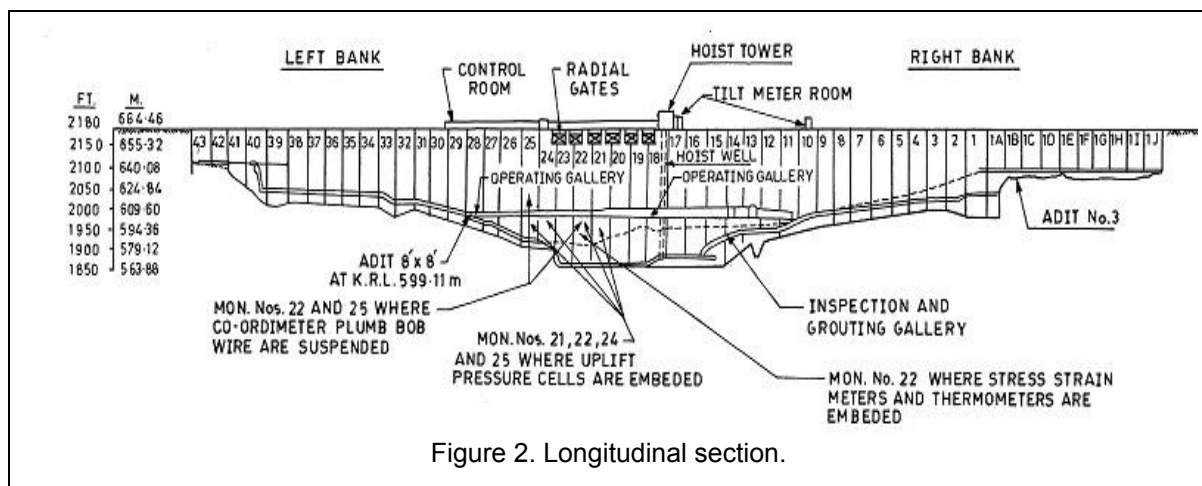 LEFT BANK
RIGHT BANK
HOIST TOWER
CONTROL ROOM
RADIAL GATES
TILT METER ROOM
FT. M.
2180 664.46
2150 655.32
2100 640.08
2050 624.84
2000 609.60
1950 594.36
1900 579.12
1850 563.88
43 42 41 40 39 38 37 36 35 34 33 32 31 30 29 28 27 26 25 24 23 22 21 20 19 18 17 16 15 14 13 12 11 10 9 8 7 6 5 4 3 2 1 1A 1B 1C 1D 1E 1F 1G 1H 1I 1J
HOIST WELL
OPERATING GALLERY
OPERATING GALLERY
ADIT No.3
ADIT 8'x 8'
AT K.R.L. 599.11 m
MON. Nos. 22 AND 25 WHERE
CO-ORDIMETER PLUMB BOB
WIRE ARE SUSPENDED
MON. Nos. 21, 22, 24
AND 25 WHERE UPLIFT
PRESSURE CELLS ARE EMBEDED
INSPECTION AND
GROUTING GALLERY
MON. No. 22 WHERE STRESS STRAIN
METERS AND THERMOMETERS ARE
EMBEDED
Figure 2. Longitudinal section.